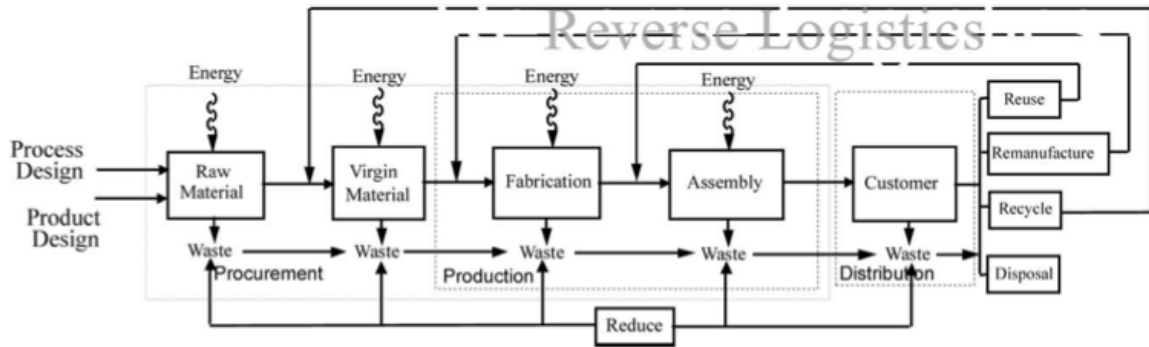 Reverse Logistics
Energy
Energy
Energy
Energy
Reuse
Process
Design
Raw
Material
Virgin
Material
Fabrication
Assembly
Customer
Remanufacture
Product
Design
Recycle
Waste
Waste
Waste
Waste
Waste
Procurement
Production
Distribution
Disposal
Reduce